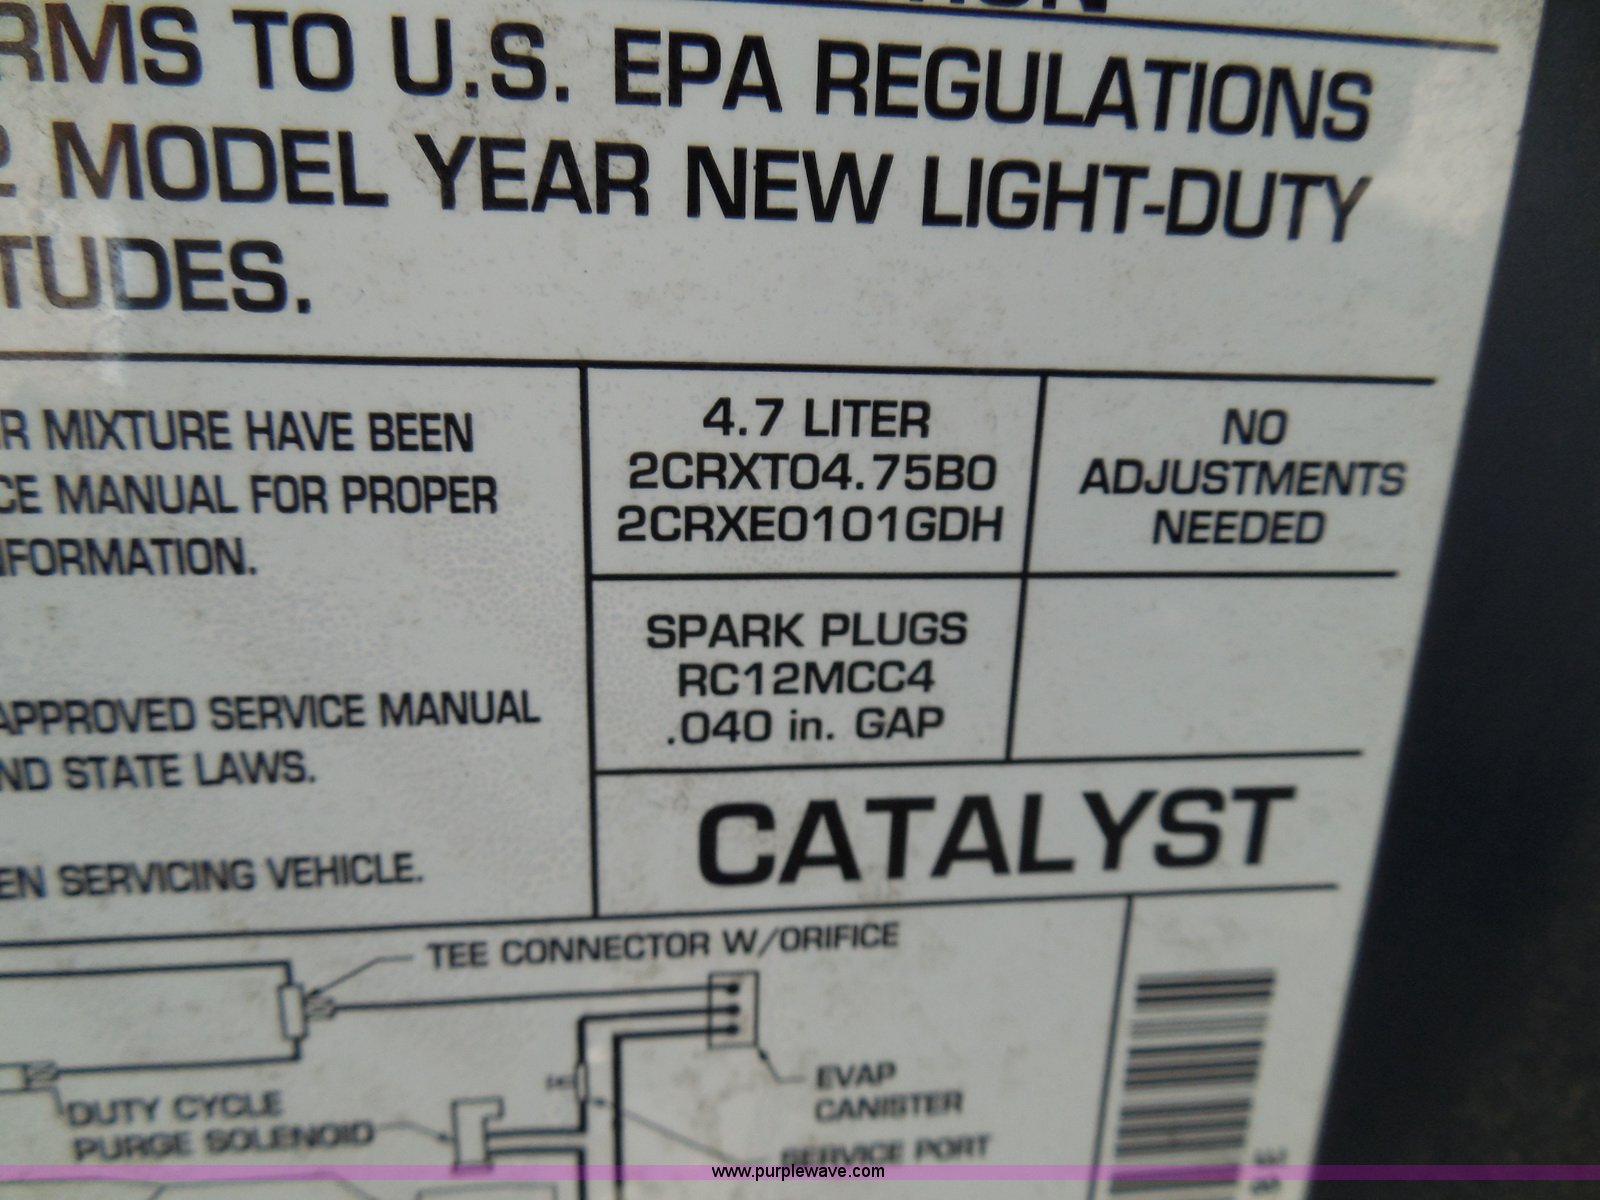 RMS TO U.S. EPA REGULATIONS
2 MODEL YEAR NEW LIGHT-DUTY
TUDES.
R MIXTURE HAVE BEEN
CE MANUAL FOR PROPER
NFORMATION.
4.7 LITER
2CRXT04.75B0
2CRXE0101GDH
NO
ADJUSTMENTS
NEEDED
SPARK PLUGS
RC12MCC4
.040 in. GAP
APPROVED SERVICE MANUAL
ND STATE LAWS.
EN SERVICING VEHICLE.
CATALYST
TEE CONNECTOR W/ORIFICE
EVAP
CANISTER
DUTY CYCLE
PURGE SOLENOID
SERVICE PORT
www.purplewave.com